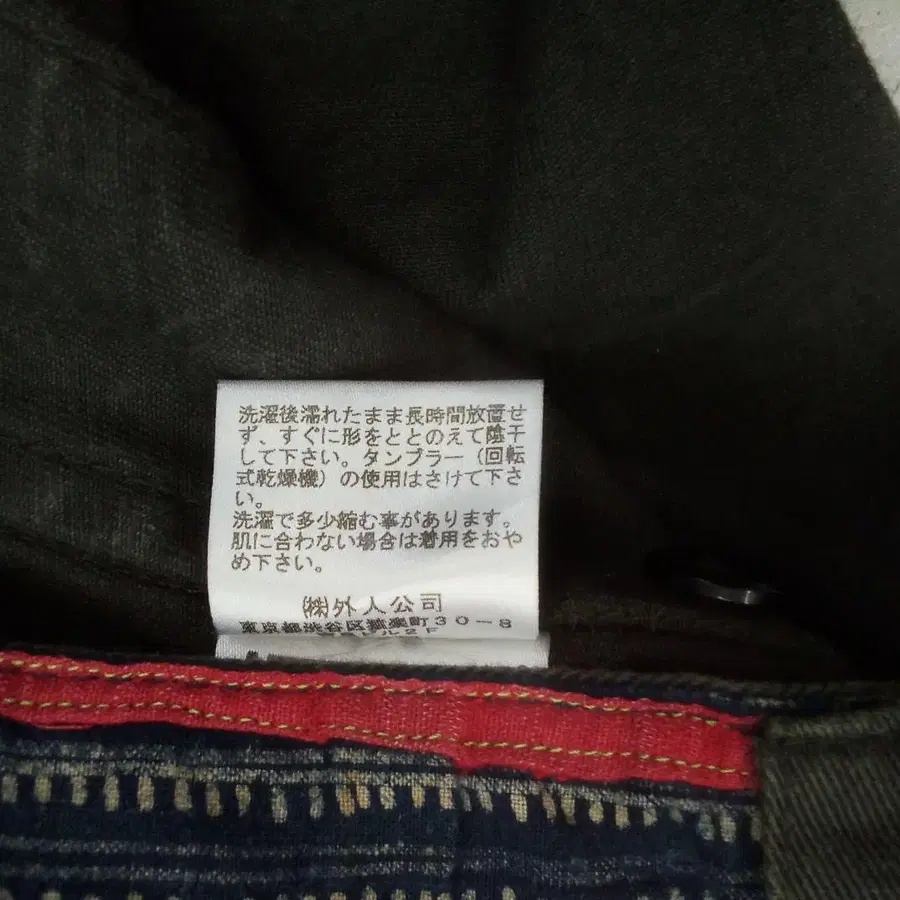 洗濯後濡れたまま長時間放置せ
ず、すぐに形をととのえて陰干
して下さい。タンブラー（回転
式乾燥機）の使用はさけて下さ
い。
洗濯で多少縮む事があります。
肌に合わない場合は着用をおや
め下さい。
㈱外人公司
東京都渋谷区猿楽町30-8
ビル2F